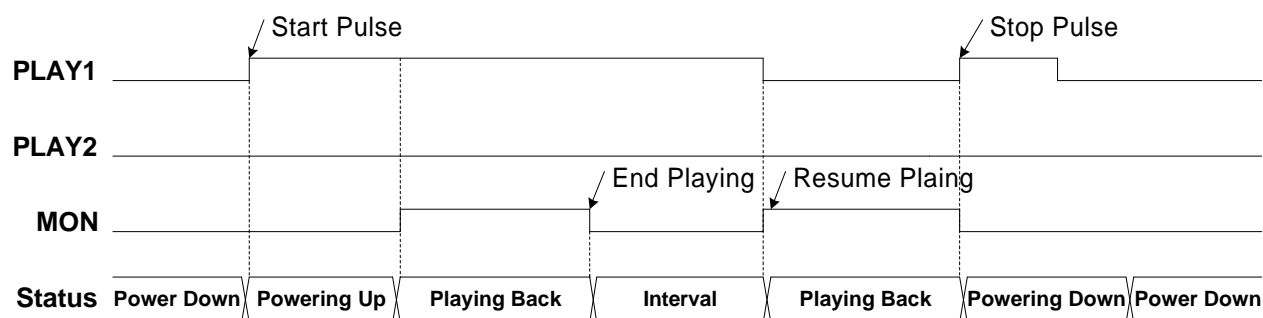 Start Pulse Stop Pulse
PLAY1
PLAY2
End Playing Resume Plaing
MON
Status Power Down Powering Up Playing Back Interval Playing Back Powering Down Power Down